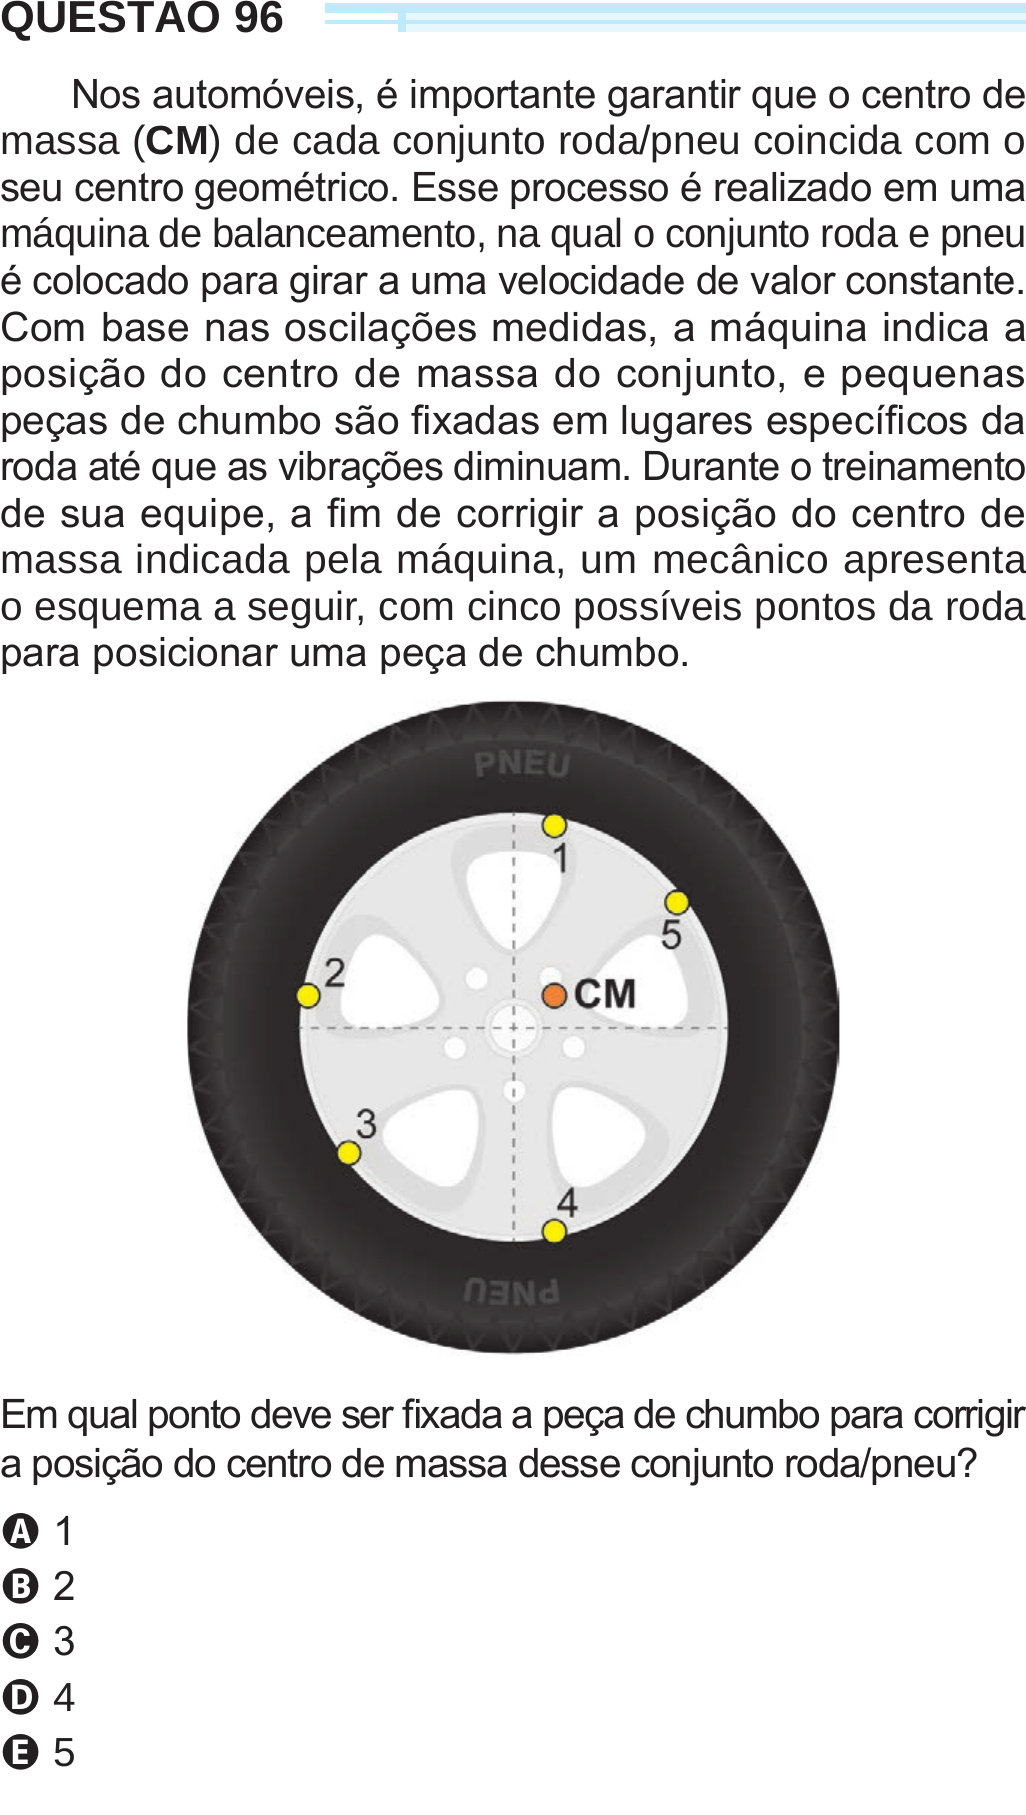 QUESTÃO 96
Nos automóveis, é importante garantir que o centro de
massa (CM) de cada conjunto roda/pneu coincida com o
seu centro geométrico. Esse processo é realizado em uma
máquina de balanceamento, na qual o conjunto roda e pneu
é colocado para girar a uma velocidade de valor constante.
Com base nas oscilações medidas, a máquina indica a
posição do centro de massa do conjunto, e pequenas
peças de chumbo são fixadas em lugares específicos da
roda até que as vibrações diminuam. Durante o treinamento
de sua equipe, a fim de corrigir a posição do centro de
massa indicada pela máquina, um mecânico apresenta
o esquema a seguir, com cinco possíveis pontos da roda
para posicionar uma peça de chumbo.
PNEU
1
5
2
CM
3
4
PNEU
Em qual ponto deve ser fixada a peça de chumbo para corrigir
a posição do centro de massa desse conjunto roda/pneu?
A 1
B 2
C 3
D 4
E 5